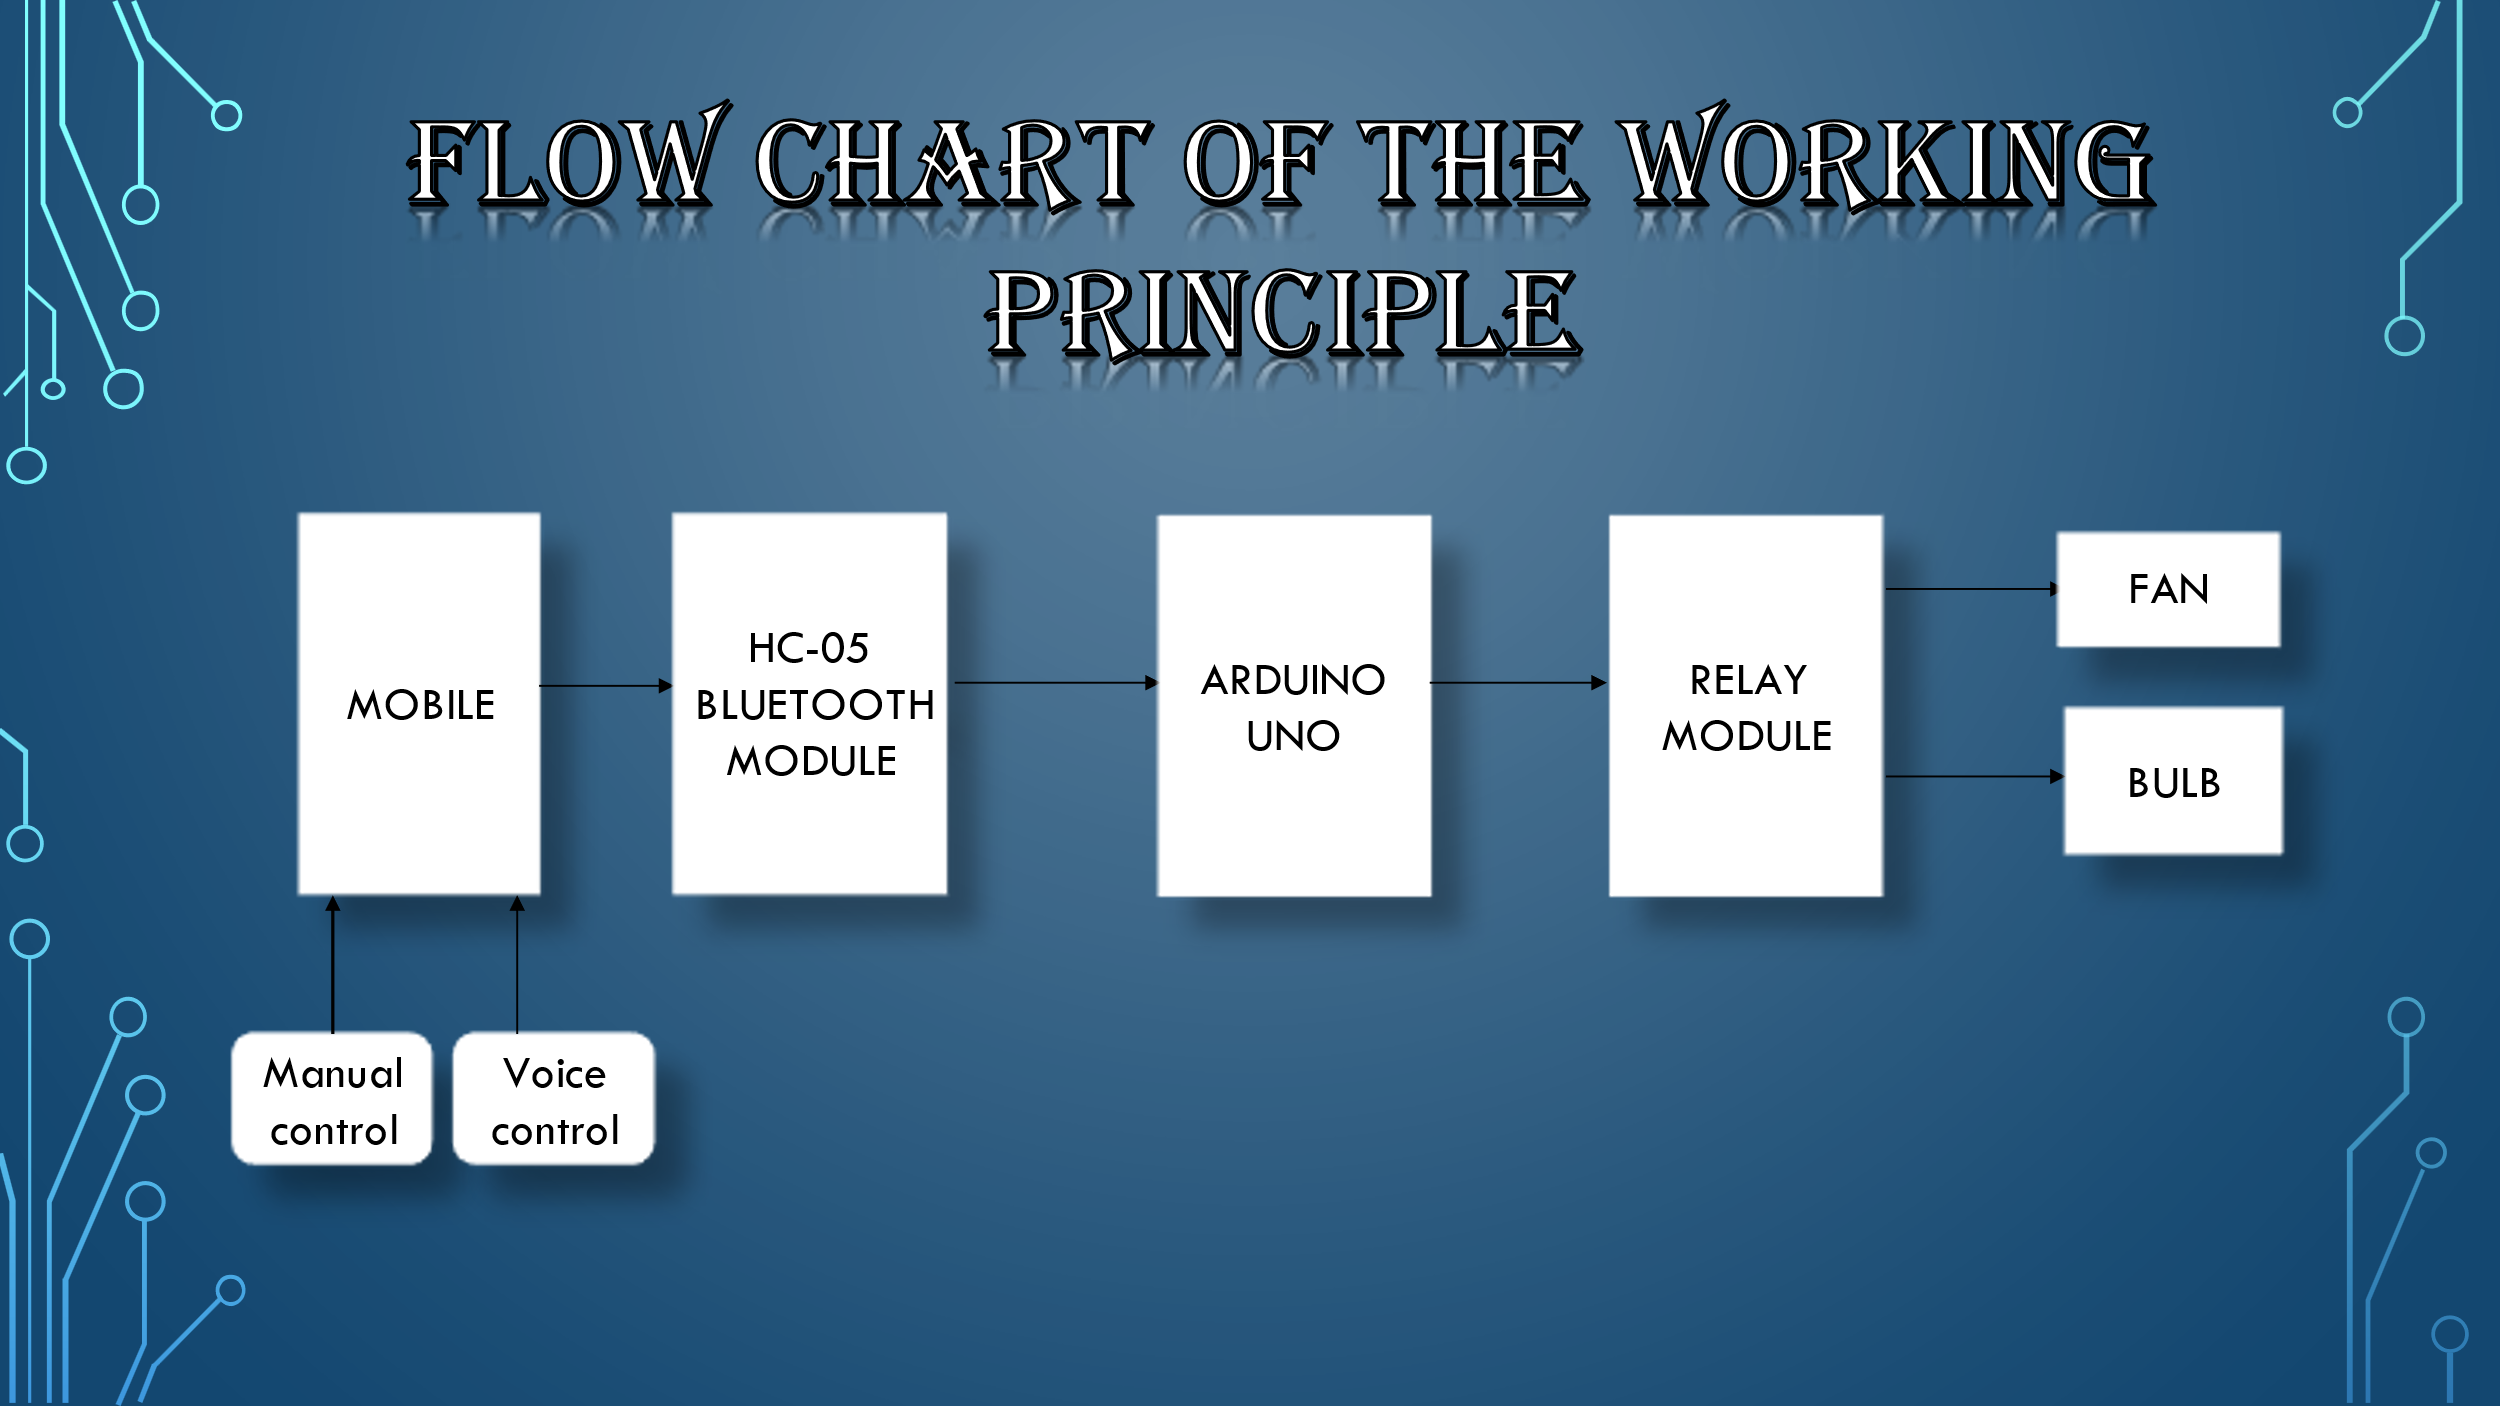 FLOW CHART OF THE WORKING
PRINCIPLE
MOBILE
HC-05
BLUETOOTH
MODULE
ARDUINO
UNO
RELAY
MODULE
FAN
BULB
Manual
control
Voice
control